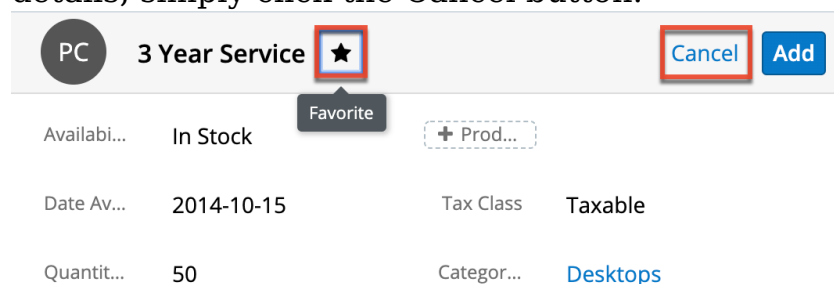 details, simply click the Cancel button.
PC 3 Year Service Cancel Add
Favorite
Availabi... In Stock + Prod...
Date Av... 2014-10-15 Tax Class Taxable
Quantit... 50 Categor... Desktops